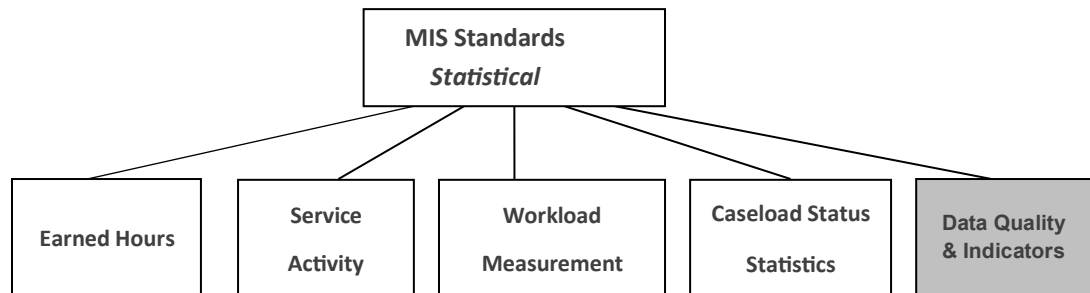 MIS Standards
Statistical
Earned Hours
Service
Activity
Workload
Measurement
Caseload Status
Statistics
Data Quality
& Indicators